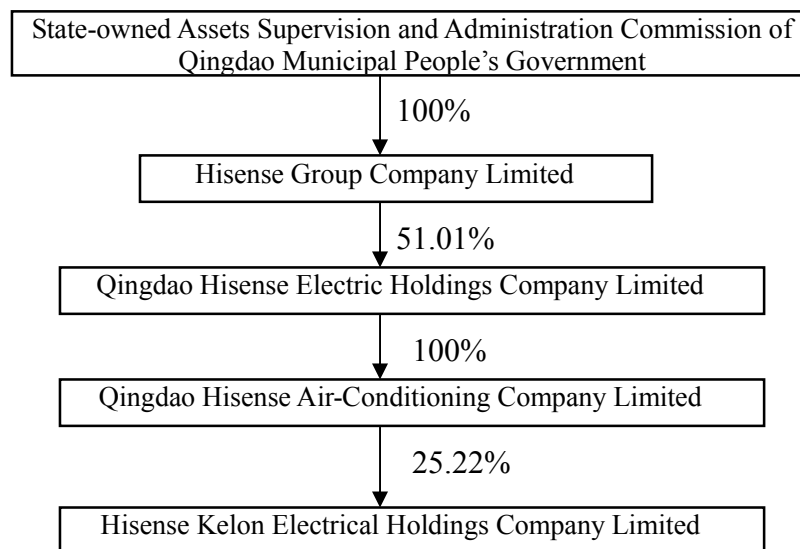 State-owned Assets Supervision and Administration Commission of
Qingdao Municipal People’s Government
100%
Hisense Group Company Limited
51.01%
Qingdao Hisense Electric Holdings Company Limited
100%
Qingdao Hisense Air-Conditioning Company Limited
25.22%
Hisense Kelon Electrical Holdings Company Limited